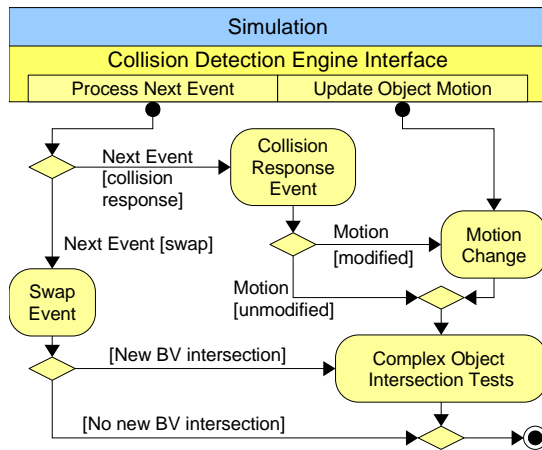 Simulation
Collision Detection Engine Interface
Process Next Event
Update Object Motion
Next Event
[collision
response]
Collision
Response
Event
Next Event [swap]
Motion
[modified]
Motion
Change
Swap
Event
Motion
[unmodified]
[New BV intersection]
Complex Object
Intersection Tests
[No new BV intersection]